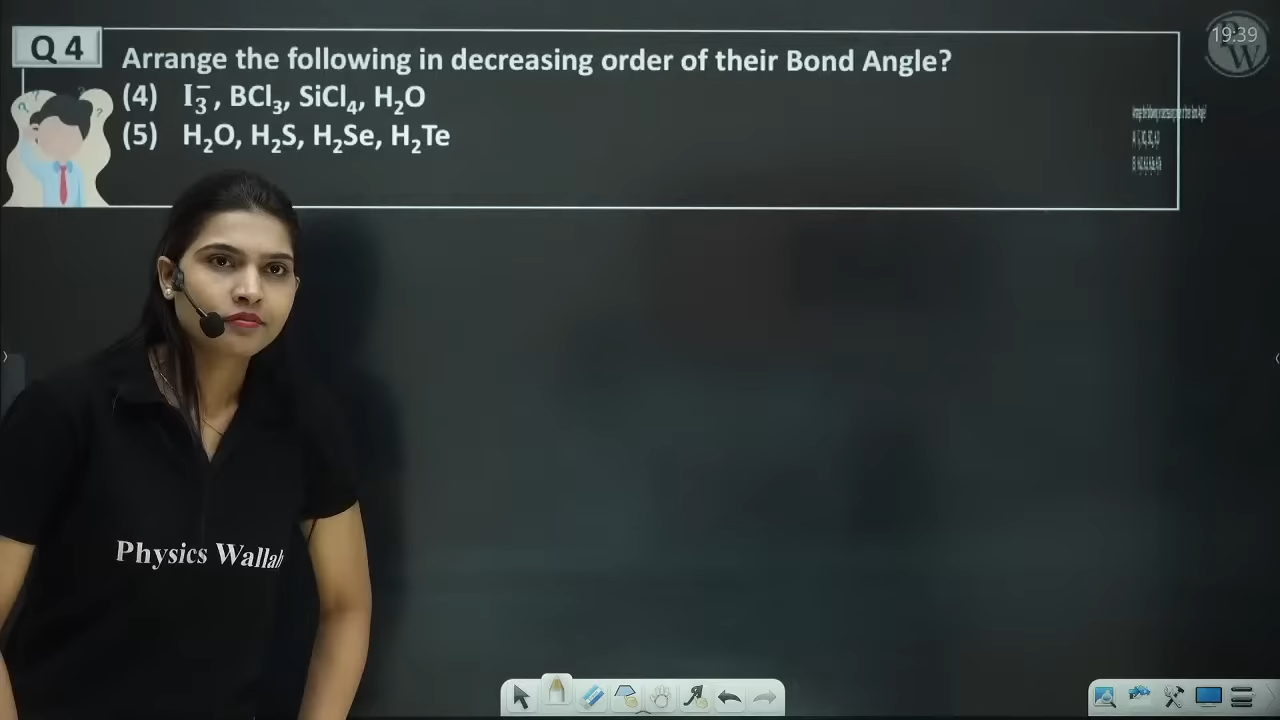 Q 4
Arrange the following in decreasing order of their Bond Angle?
(4) I₃⁻, BCl₃, SiCl₄, H₂O
(5) H₂O, H₂S, H₂Se, H₂Te
19:39
Physics Wallah